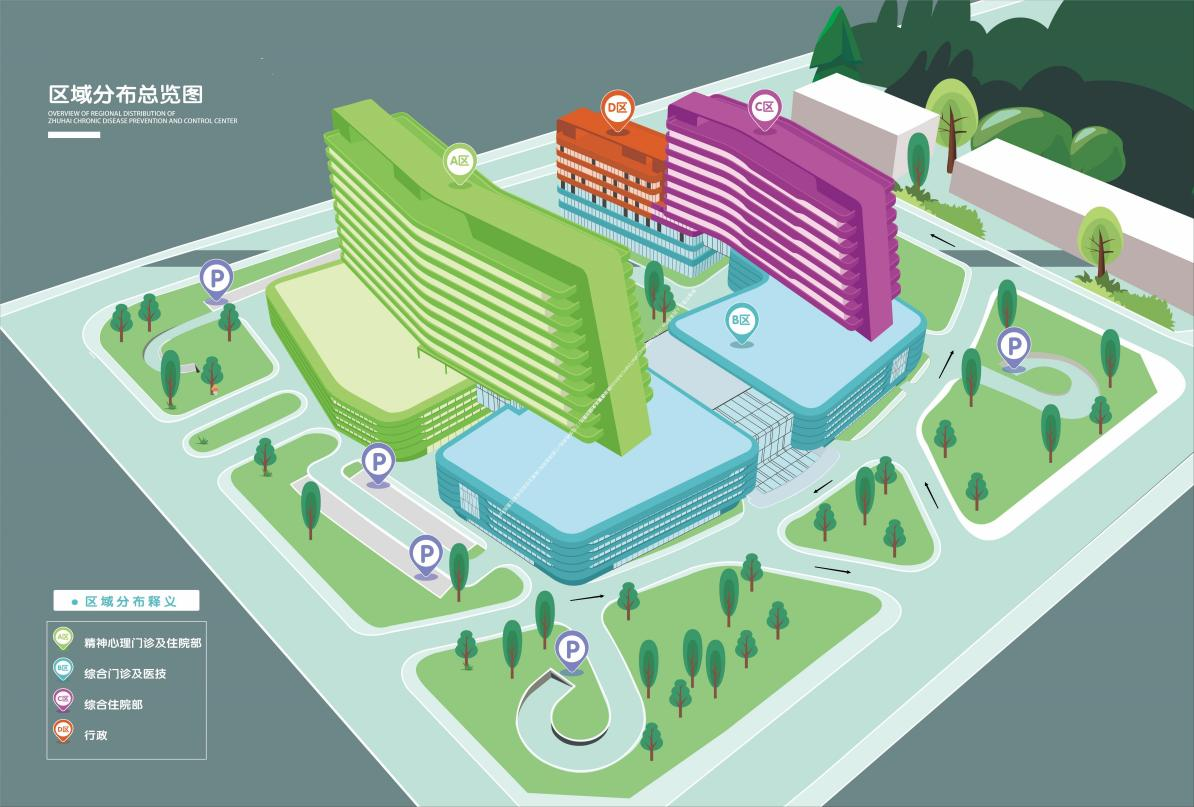 区域分布总览图
OVERVIEW OF REGIONAL DISTRIBUTION OF
ZHUHAI CHRONIC DISEASE PREVENTION AND CONTROL CENTER
D区
C区
A区
P
B区
P
P
P
P
区域分布释义
A区 精神心理门诊及住院部
B区 综合门诊及医技
C区 综合住院部
D区 行政